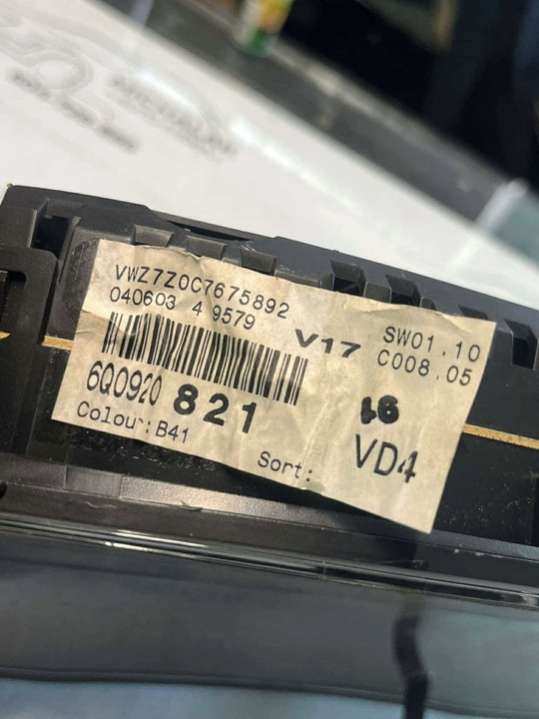 VWZ7Z0C7675892
040603 4 9579
V17
SW01.10
C008.05
6Q0920 821
Colour: B41
Sort:
VD4